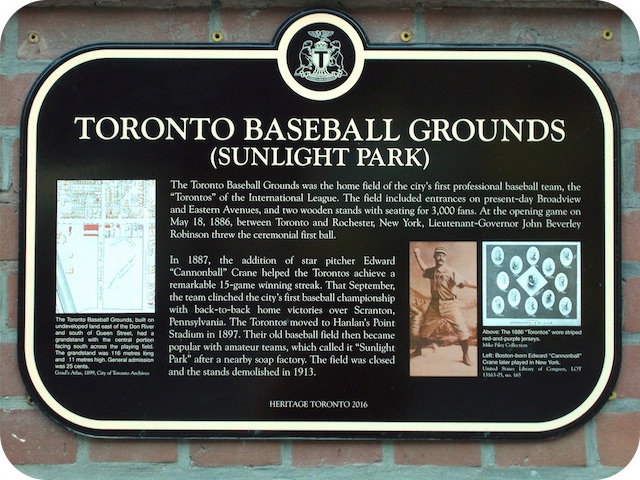 T
TORONTO BASEBALL GROUNDS
(SUNLIGHT PARK)
The Toronto Baseball Grounds was the home field of the city's first professional baseball team, the
"Torontos" of the International League. The field included entrances on present-day Broadview
and Eastern Avenues, and two wooden stands with seating for 3,000 fans. At the opening game on
May 18, 1886, between Toronto and Rochester, New York, Lieutenant-Governor John Beverley
Robinson threw the ceremonial first ball.
In 1887, the addition of star pitcher Edward
"Cannonball" Crane helped the Torontos achieve a
remarkable 15-game winning streak. That September,
the team clinched the city's first baseball championship
with back-to-back home victories over Scranton,
Pennsylvania. The Torontos moved to Hanlan's Point
Stadium in 1897. Their old baseball field then became
popular with amateur teams, which called it "Sunlight
Park" after a nearby soap factory. The field was closed
and the stands demolished in 1913.
The Toronto Baseball Grounds, built on
undeveloped land east of the Don River
and south of Queen Street, had a
grandstand with the central portion
facing south across the playing field.
The grandstand was 116 metres long
and 11 metres high. General admission
was 25 cents.
Goad's Atlas, 1899, City of Toronto Archives
Above: The 1886 "Torontos" wore striped
red-and-purple jerseys.
Mike Filey Collection
Left: Boston-born Edward "Cannonball"
Crane later played in New York.
United States Library of Congress, LOT
13163-05, no. 165
HERITAGE TORONTO 2016